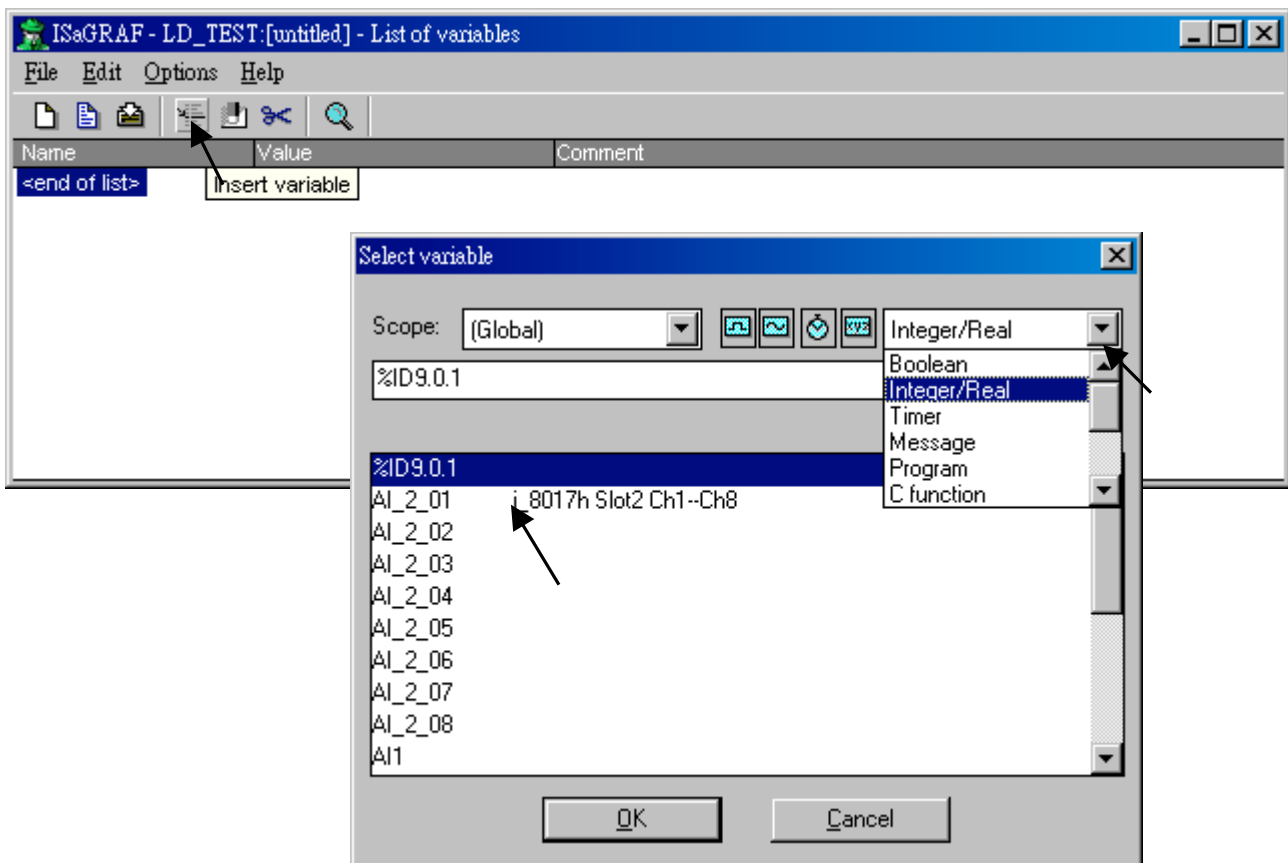 ISaGRAF - LD_TEST:[untitled] - List of variables
File Edit Options Help
Name Value Comment
<end of list> Insert variable
Select variable
Scope: (Global) xyz Integer/Real
%ID9.0.1
Boolean
Integer/Real
Timer
Message
Program
C function
%ID9.0.1
AI_2_01 i_8017h Slot2 Ch1--Ch8
AI_2_02
AI_2_03
AI_2_04
AI_2_05
AI_2_06
AI_2_07
AI_2_08
AI1
OK Cancel